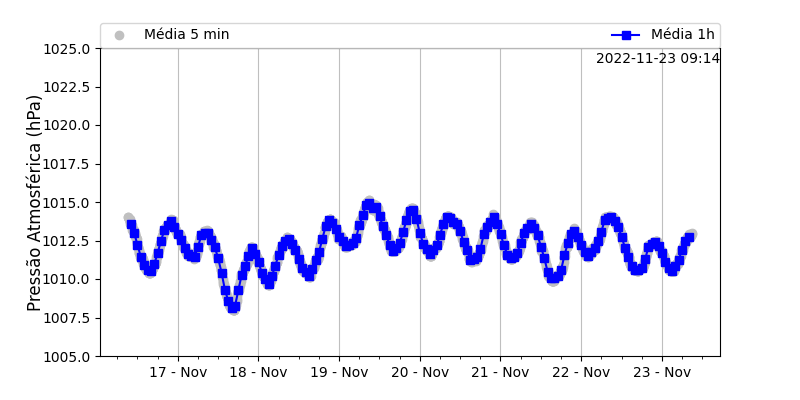 Média 5 min
Média 1h
2022-11-23 09:14
Pressão Atmosférica (hPa)
1025.0
1022.5
1020.0
1017.5
1015.0
1012.5
1010.0
1007.5
1005.0
17 - Nov
18 - Nov
19 - Nov
20 - Nov
21 - Nov
22 - Nov
23 - Nov